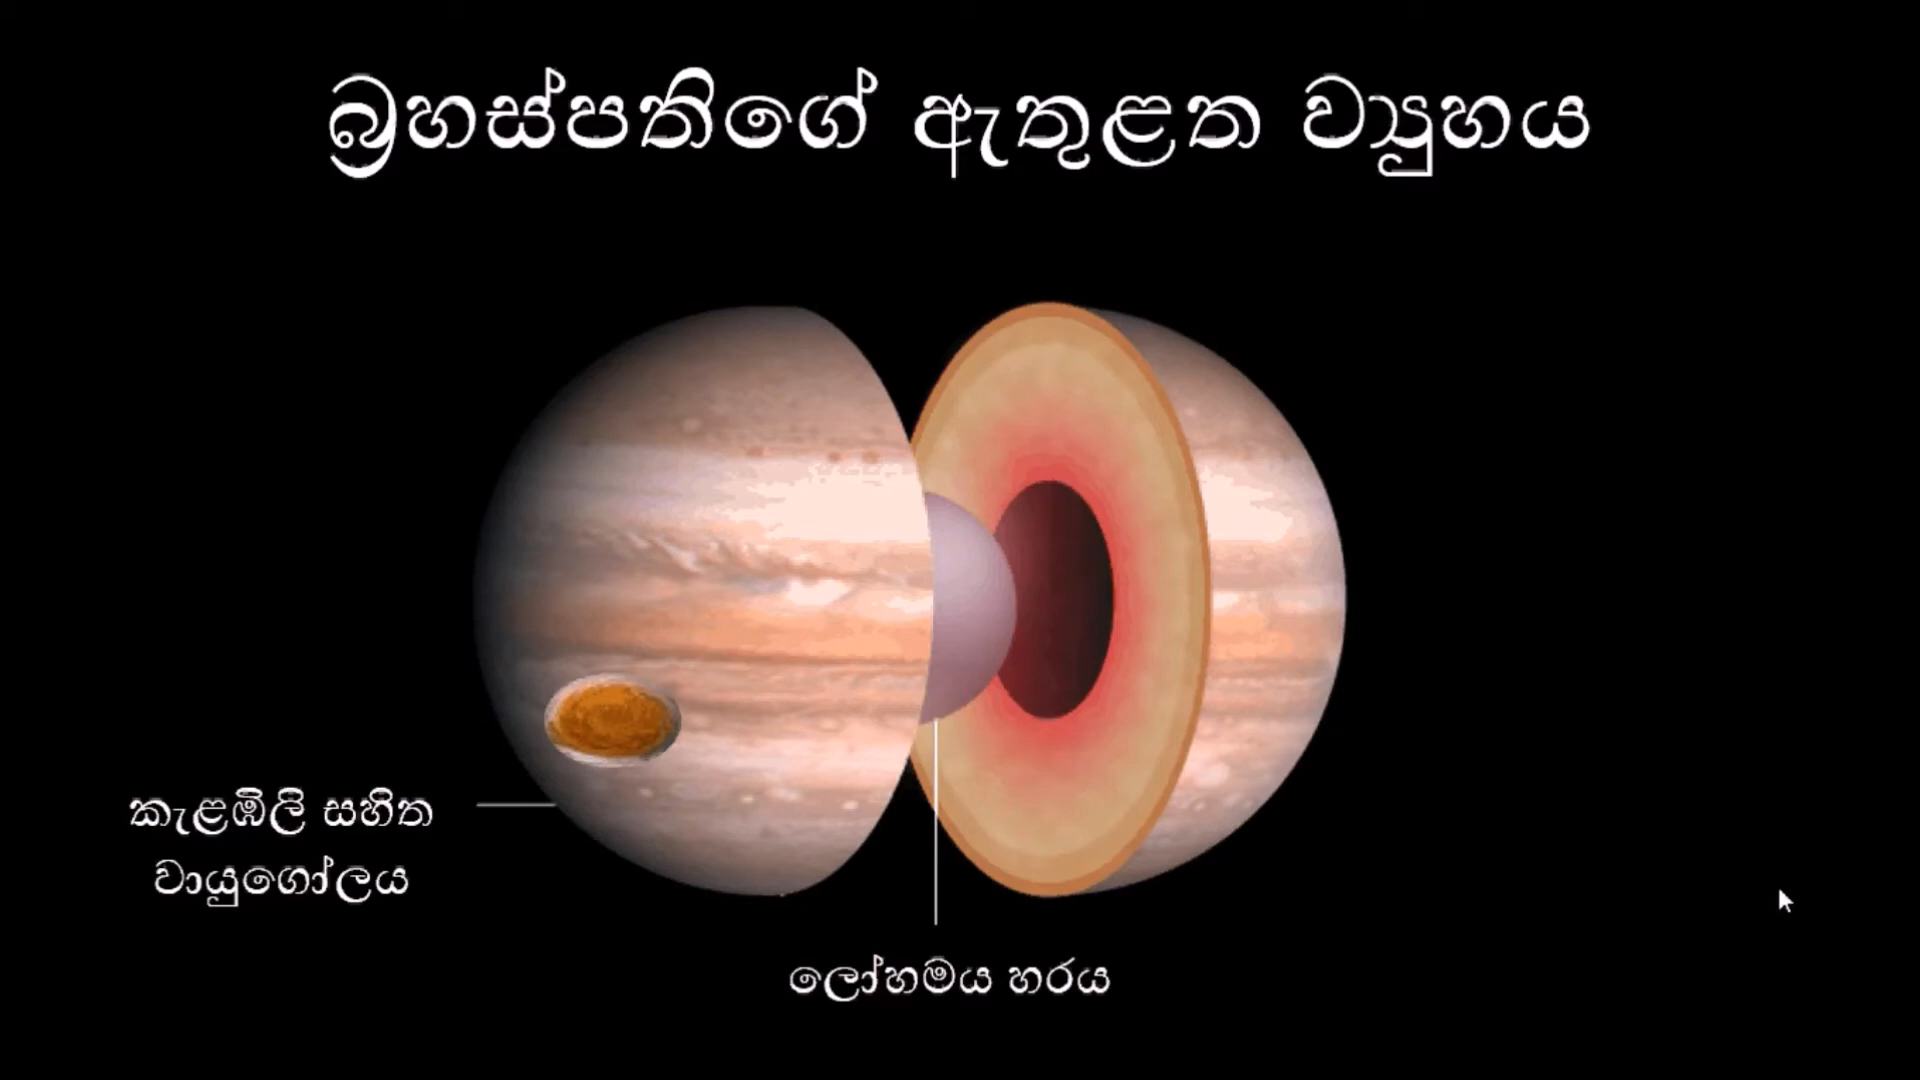 බ්‍රහස්පතිගේ ඇතුළත ව්‍යුහය
කැළඹිලි සහිත
වායුගෝලය
ලෝහමය හරය